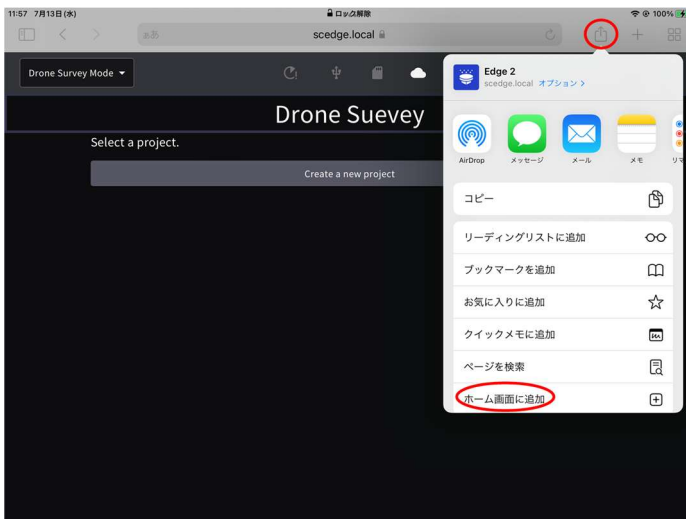 11:57 7月13日(水)
ロック解除
100%
ぁあ
scedge.local
Drone Survey Mode
Edge 2
scedge.local オプション >
Drone Suevey
Select a project.
Create a new project
AirDrop
メッセージ
メール
メモ
コピー
リーディングリストに追加
ブックマークを追加
お気に入りに追加
クイックメモに追加
ページを検索
ホーム画面に追加